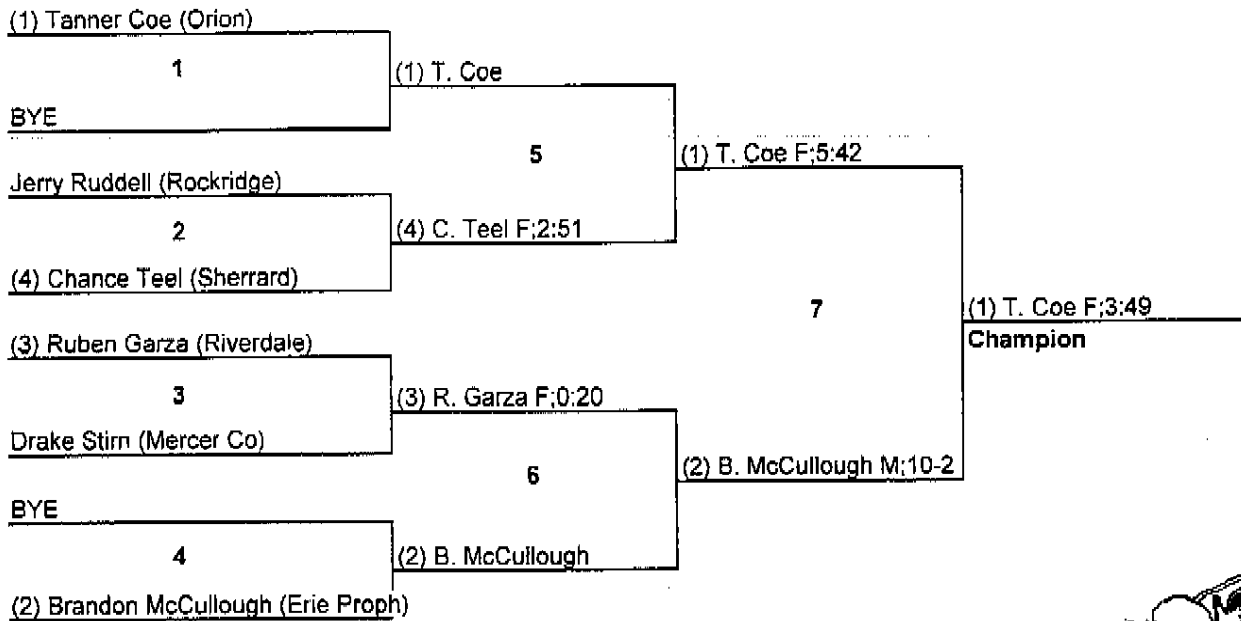 (1) Tanner Coe (Orion)
1
(1) T. Coe
BYE
5
(1) T. Coe F;5:42
Jerry Ruddell (Rockridge)
2
(4) C. Teel F;2:51
(4) Chance Teel (Sherrard)
7
(1) T. Coe F;3:49
Champion
(3) Ruben Garza (Riverdale)
3
(3) R. Garza F;0:20
Drake Stirn (Mercer Co)
6
(2) B. McCullough M;10-2
BYE
4
(2) B. McCullough
(2) Brandon McCullough (Erie Proph)